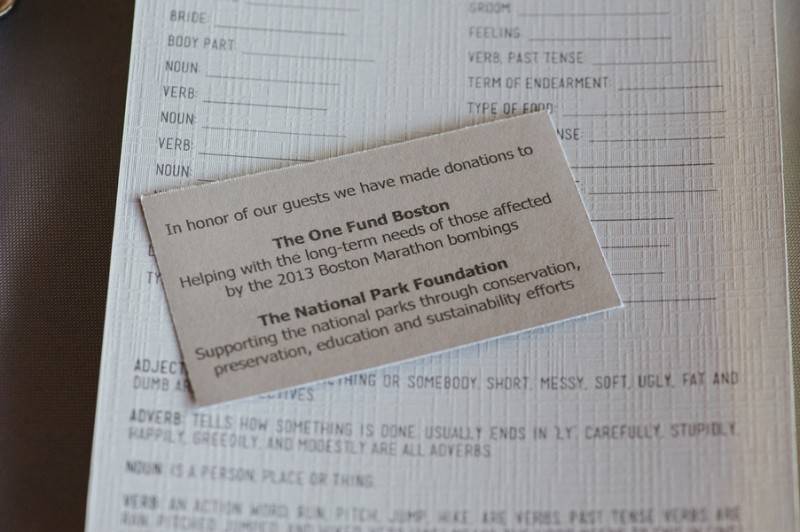 BRIDE:
BODY PART:
NOUN:
VERB:
NOUN:
VERB:
NOUN:
GROOM:
FEELING:
VERB, PAST TENSE:
TERM OF ENDEARMENT:
TYPE OF FOOD:
In honor of our guests we have made donations to
The One Fund Boston
Helping with the long-term needs of those affected
by the 2013 Boston Marathon bombings
The National Park Foundation
Supporting the national parks through conservation,
preservation, education and sustainability efforts
OR SOMEBODY. SHORT, MESSY, SOFT, UGLY, FAT AND
DUMB
ADVERB: TELLS HOW SOMETHING IS DONE. USUALLY ENDS IN 'LY'. CAREFULLY, STUPIDLY,
HAPPILY, GREEDILY, AND MODESTLY ARE ALL ADVERBS.
NOUN: IS A PERSON, PLACE OR THING.
VERB: AN ACTION WORD. RUN, PITCH, JUMP, HIKE, ARE VERBS. PAST TENSE VERBS ARE
RAN, PITCHED, JUMPED, AND HIKED